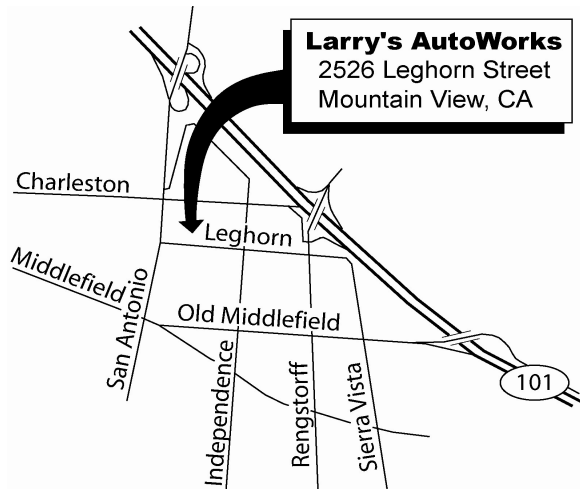 Larry's AutoWorks
2526 Leghorn Street
Mountain View, CA
Charleston
Leghorn
Middlefield
San Antonio
Old Middlefield
Independence
Rengstorff
Sierra Vista
101